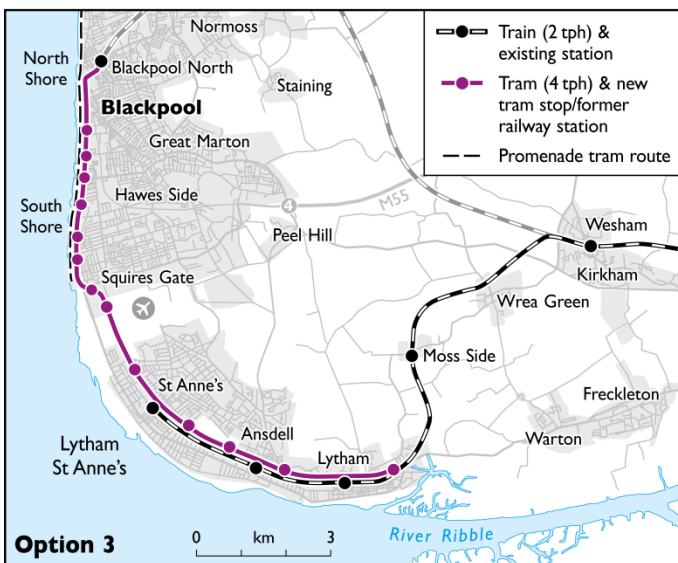 Normoss
North
Shore
Blackpool North
Staining
Blackpool
Great Marton
Hawes Side
South
Shore
4
M55
Peel Hill
Squires Gate
Wesham
Kirkham
Wrea Green
Moss Side
St Anne's
Freckleton
Ansdell
Lytham
Warton
Lytham
St Anne's
River Ribble
Option 3
0 km 3
Train (2 tph) &
existing station
Tram (4 tph) & new
tram stop/former
railway station
Promenade tram route